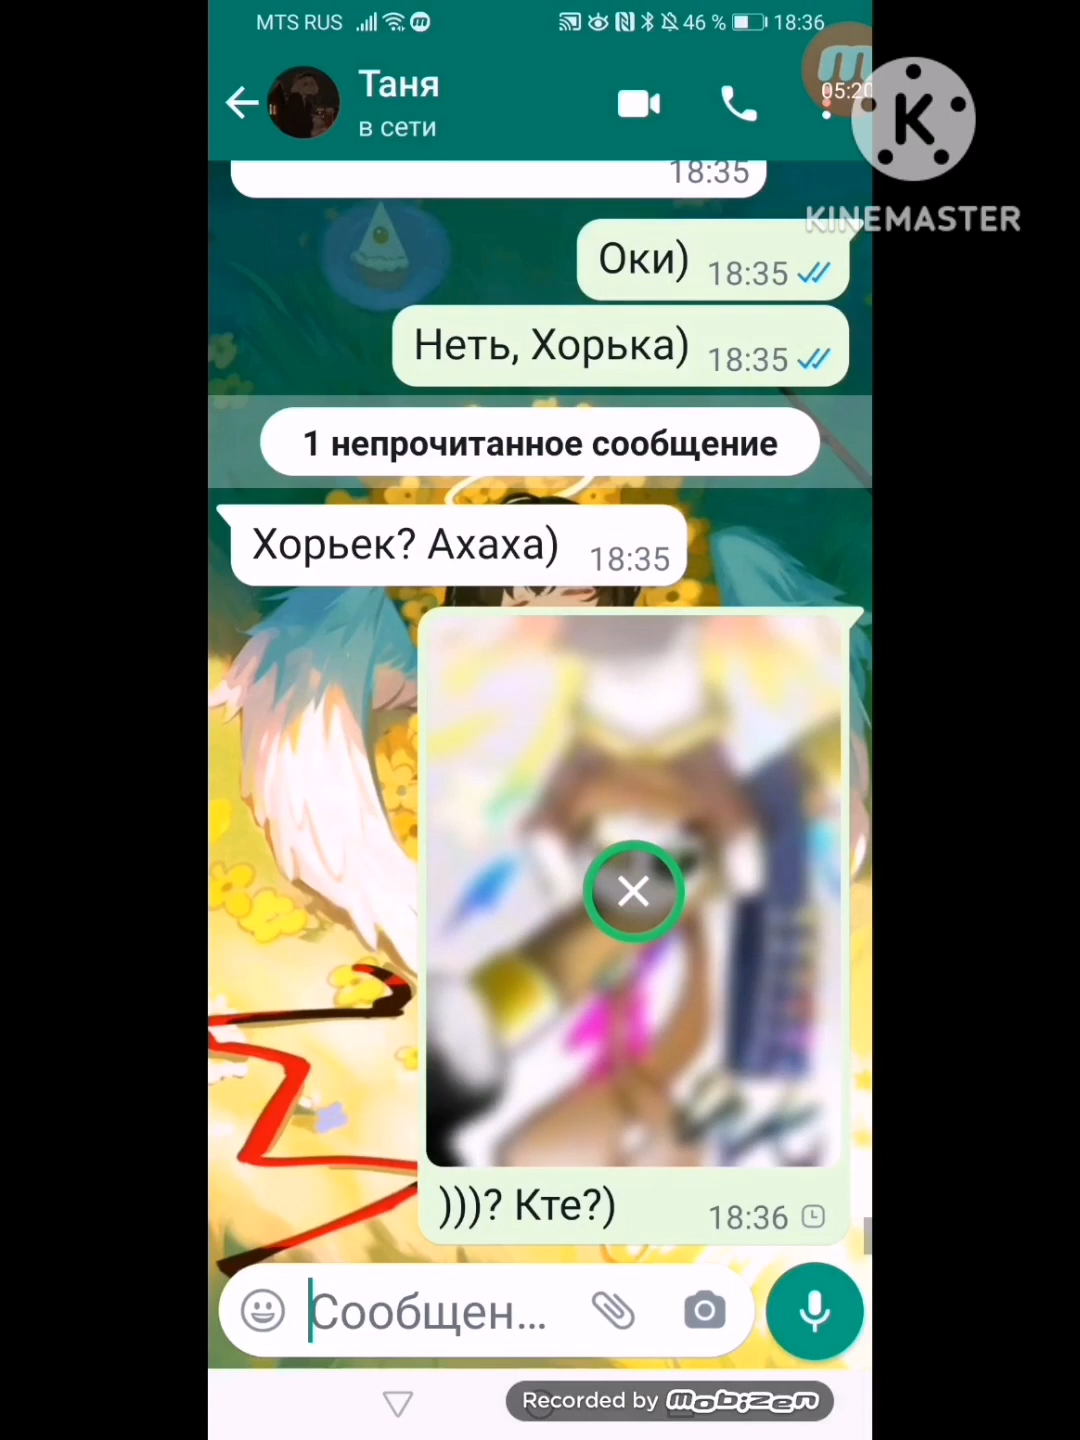 MTS RUS 46 % 18:36
Таня
05:20
в сети
K
KINEMASTER
18:35
Оки) 18:35
Неть, Хорька) 18:35
1 непрочитанное сообщение
Хорьек? Ахаха) 18:35
)))? Кте?) 18:36
Сообщен...
Recorded by mobizen